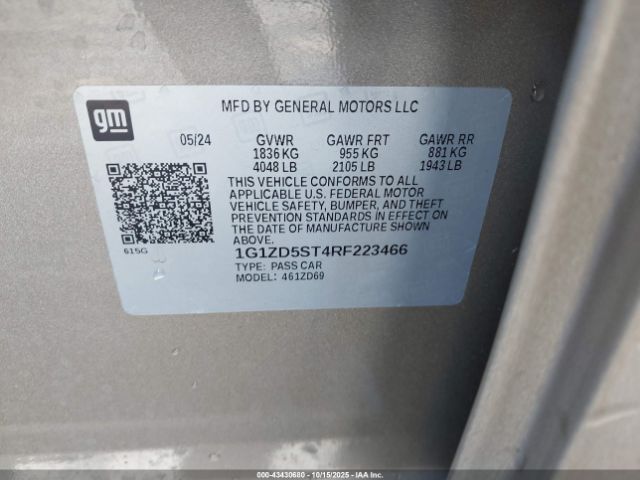 gm
MFD BY GENERAL MOTORS LLC
05/24 GVWR GAWR FRT GAWR RR
1836 KG 955 KG 881 KG
4048 LB 2105 LB 1943 LB
THIS VEHICLE CONFORMS TO ALL
APPLICABLE U.S. FEDERAL MOTOR
VEHICLE SAFETY, BUMPER, AND THEFT
PREVENTION STANDARDS IN EFFECT ON
THE DATE OF MANUFACTURE SHOWN
ABOVE.
615G
1G1ZD5ST4RF223466
TYPE: PASS CAR
MODEL: 461ZD69
000-43430680 - 10/15/2025 - IAA Inc.